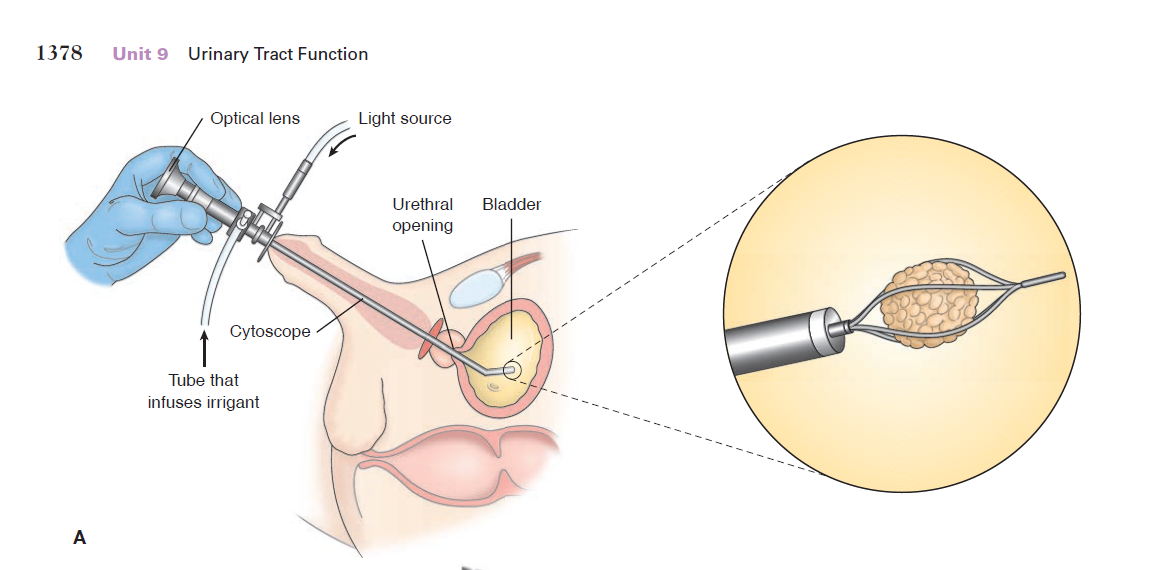 1378 Unit 9 Urinary Tract Function
Optical lens
Light source
Urethral
opening
Bladder
Cytoscope
Tube that
infuses irrigant
A